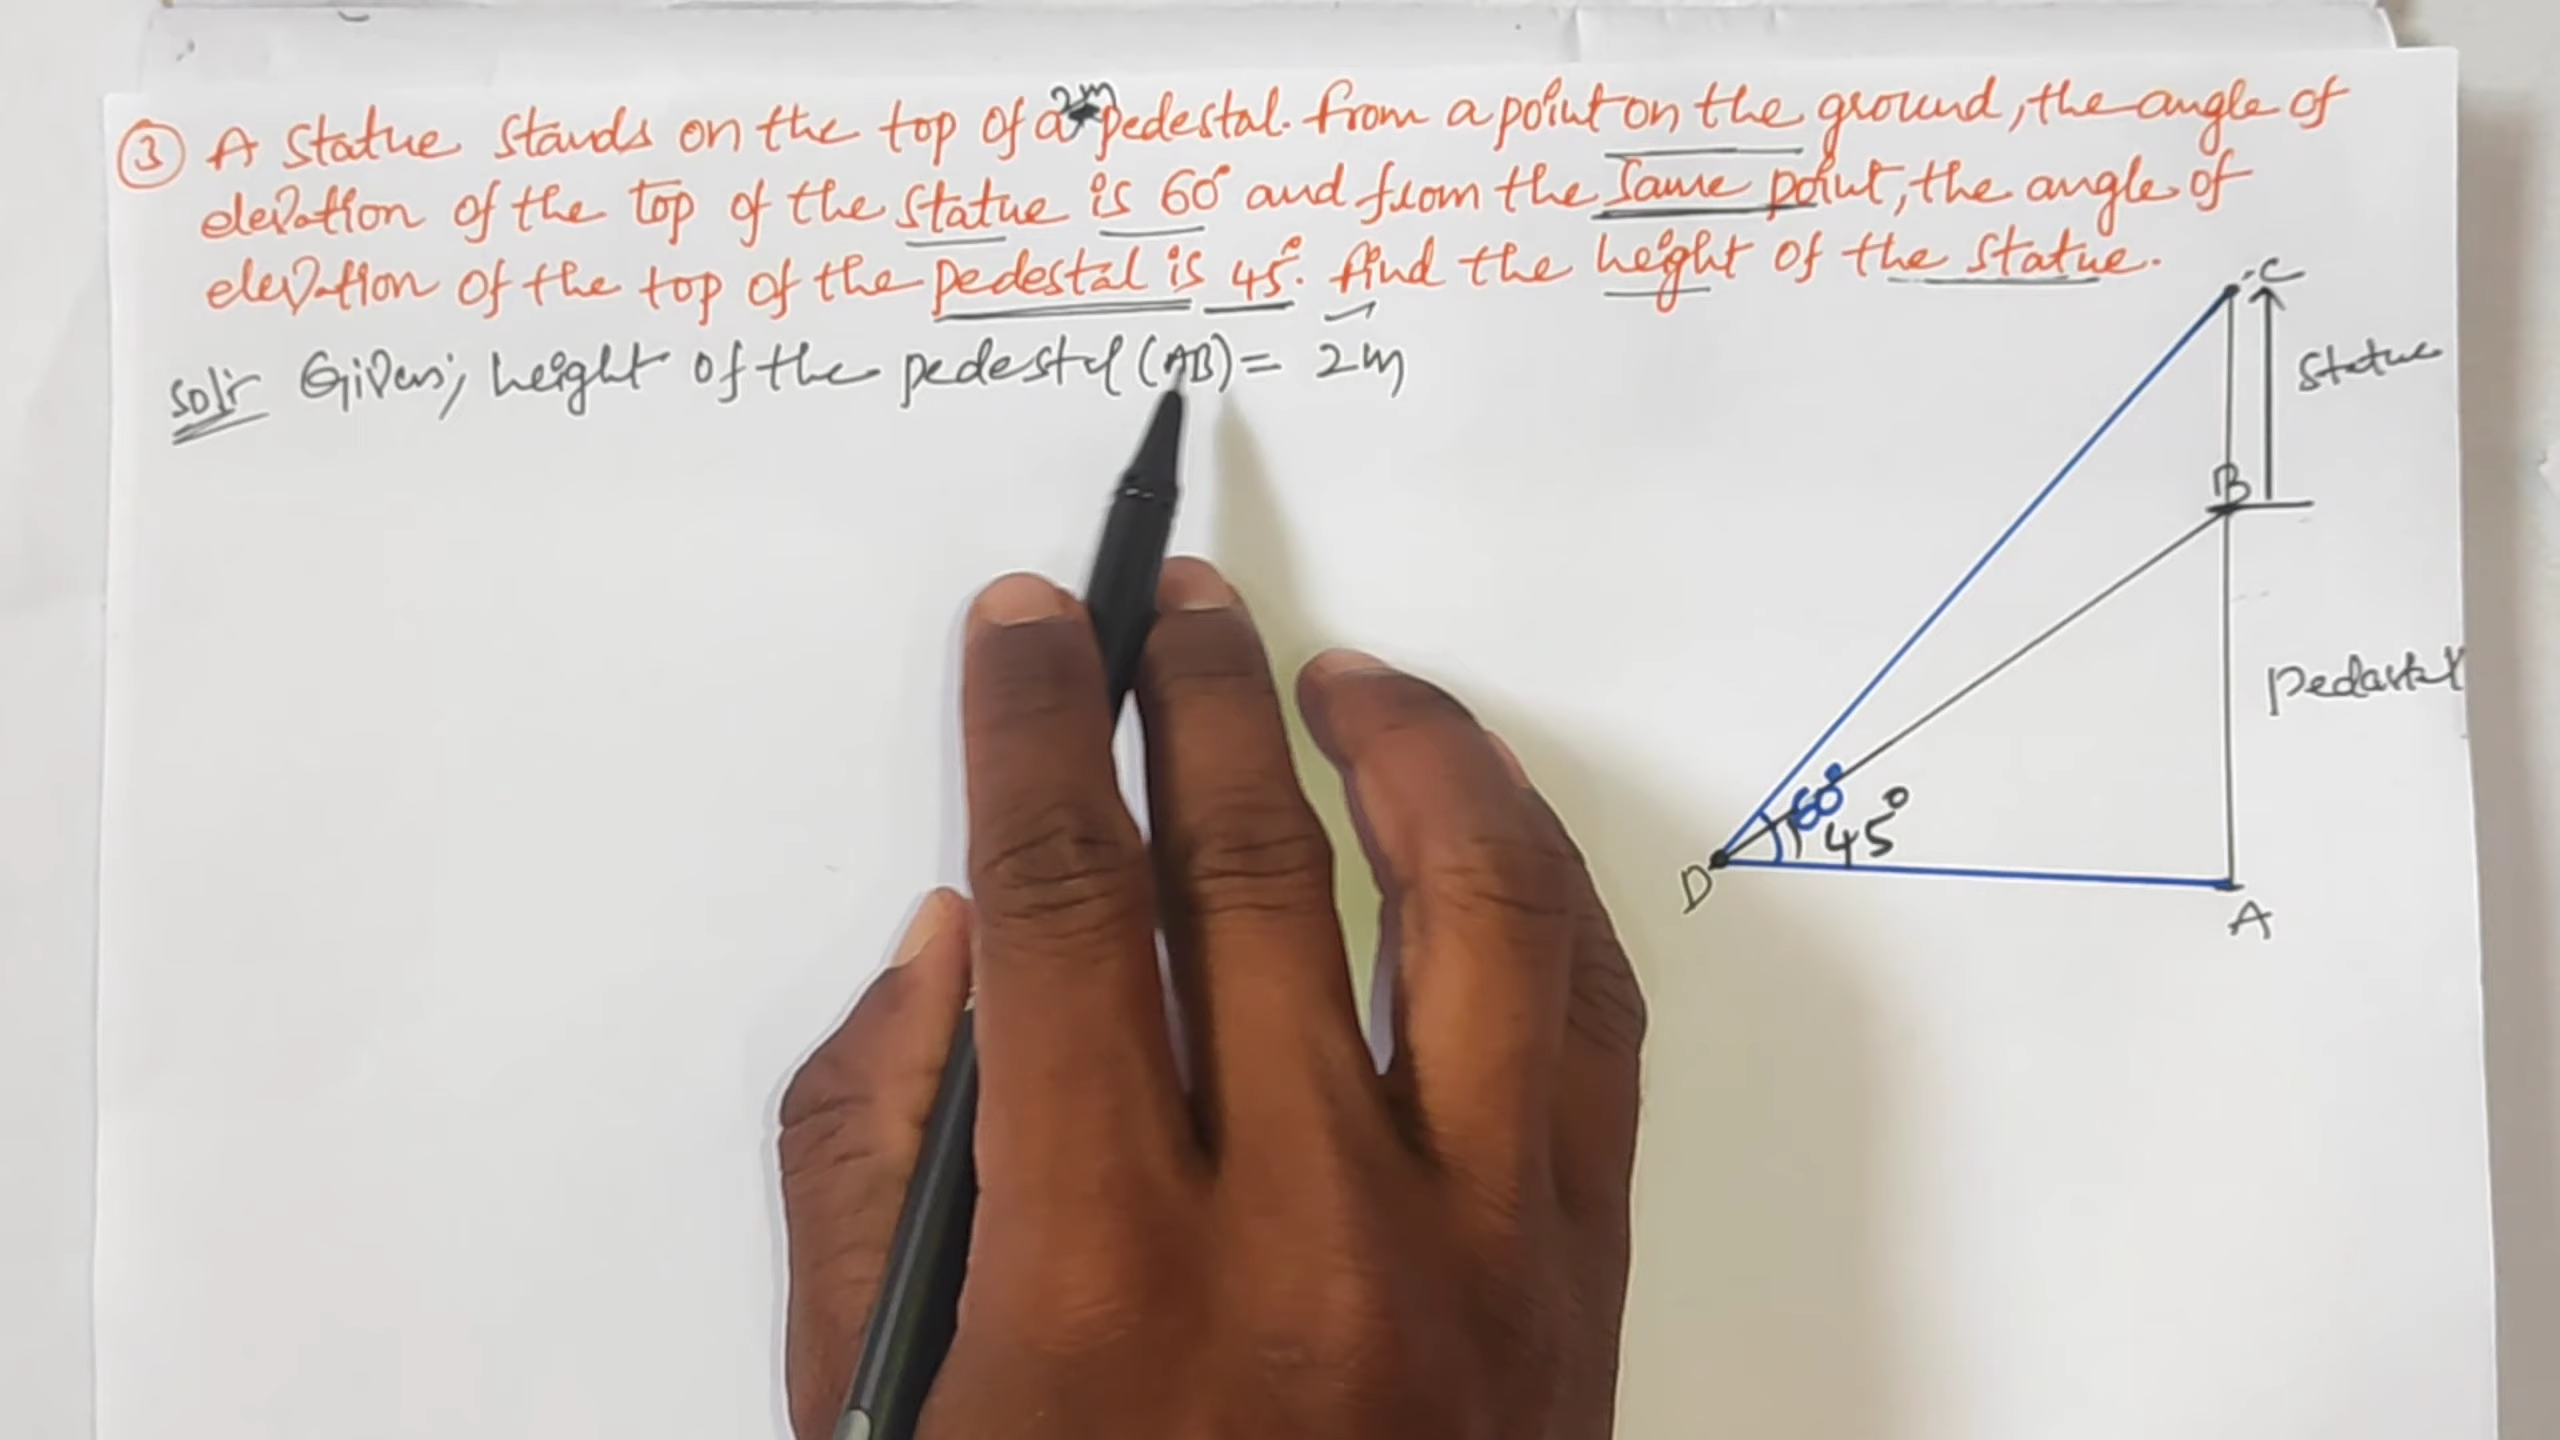 2m
③ A statue stands on the top of a pedestal. from a point on the ground, the angle of
elevation of the top of the statue is 60° and from the same point, the angle of
elevation of the top of the pedestal is 45°. find the height of the statue.
Sol:- Given; height of the pedestal (AB) = 2m
C
Statue
B
Pedastal
60°
45°
D
A